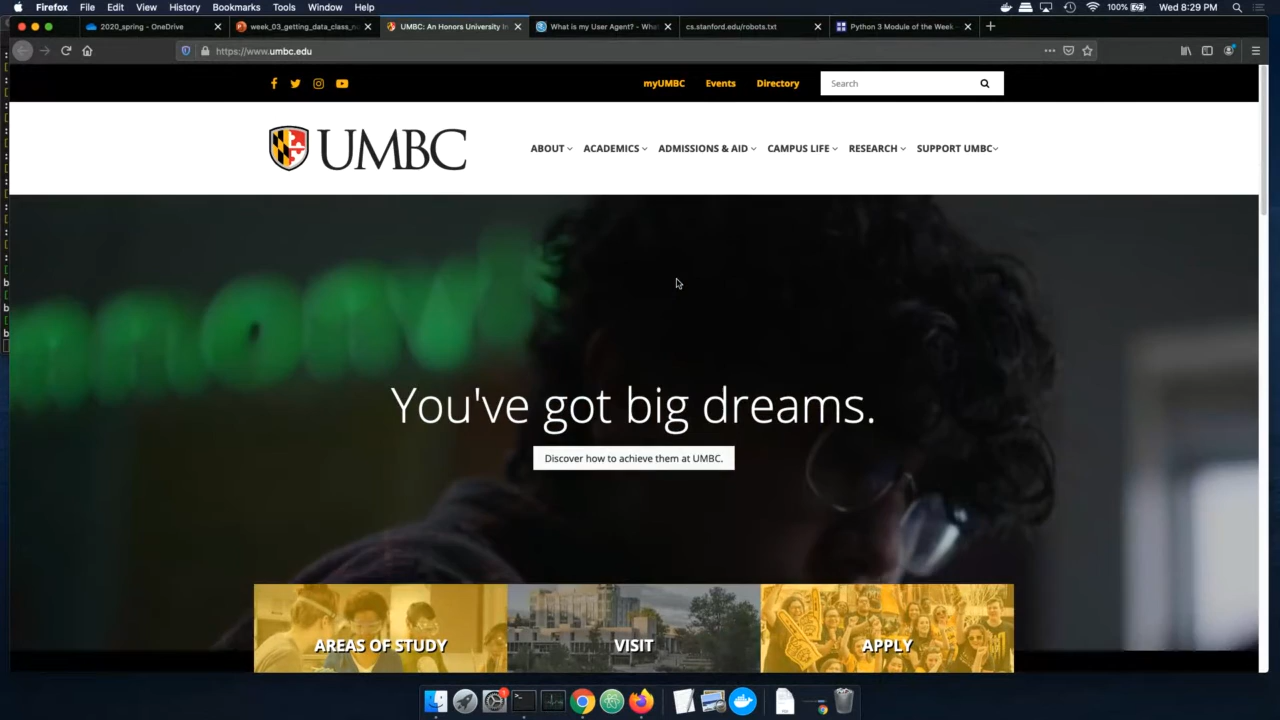 Firefox File Edit View History Bookmarks Tools Window Help 100% Wed 8:29 PM
2020_spring - OneDrive week_03_getting_data_class_no UMBC: An Honors University In What is my User Agent? - What cs.stanford.edu/robots.txt Python 3 Module of the Week -
https://www.umbc.edu
myUMBC Events Directory Search
UMBC
ABOUT ACADEMICS ADMISSIONS & AID CAMPUS LIFE RESEARCH SUPPORT UMBC
You've got big dreams.
Discover how to achieve them at UMBC.
AREAS OF STUDY VISIT APPLY